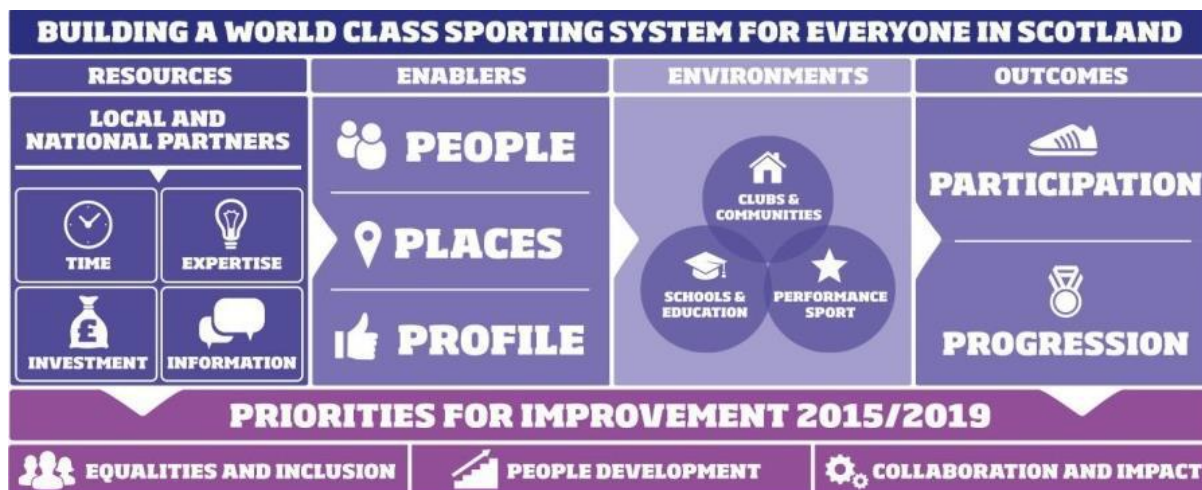 BUILDING A WORLD CLASS SPORTING SYSTEM FOR EVERYONE IN SCOTLAND
RESOURCES
LOCAL AND
NATIONAL PARTNERS
TIME
EXPERTISE
£
INVESTMENT
INFORMATION
ENABLERS
PEOPLE
PLACES
PROFILE
ENVIRONMENTS
CLUBS &
COMMUNITIES
SCHOOLS &
EDUCATION
PERFORMANCE
SPORT
OUTCOMES
PARTICIPATION
PROGRESSION
PRIORITIES FOR IMPROVEMENT 2015/2019
EQUALITIES AND INCLUSION
PEOPLE DEVELOPMENT
COLLABORATION AND IMPACT